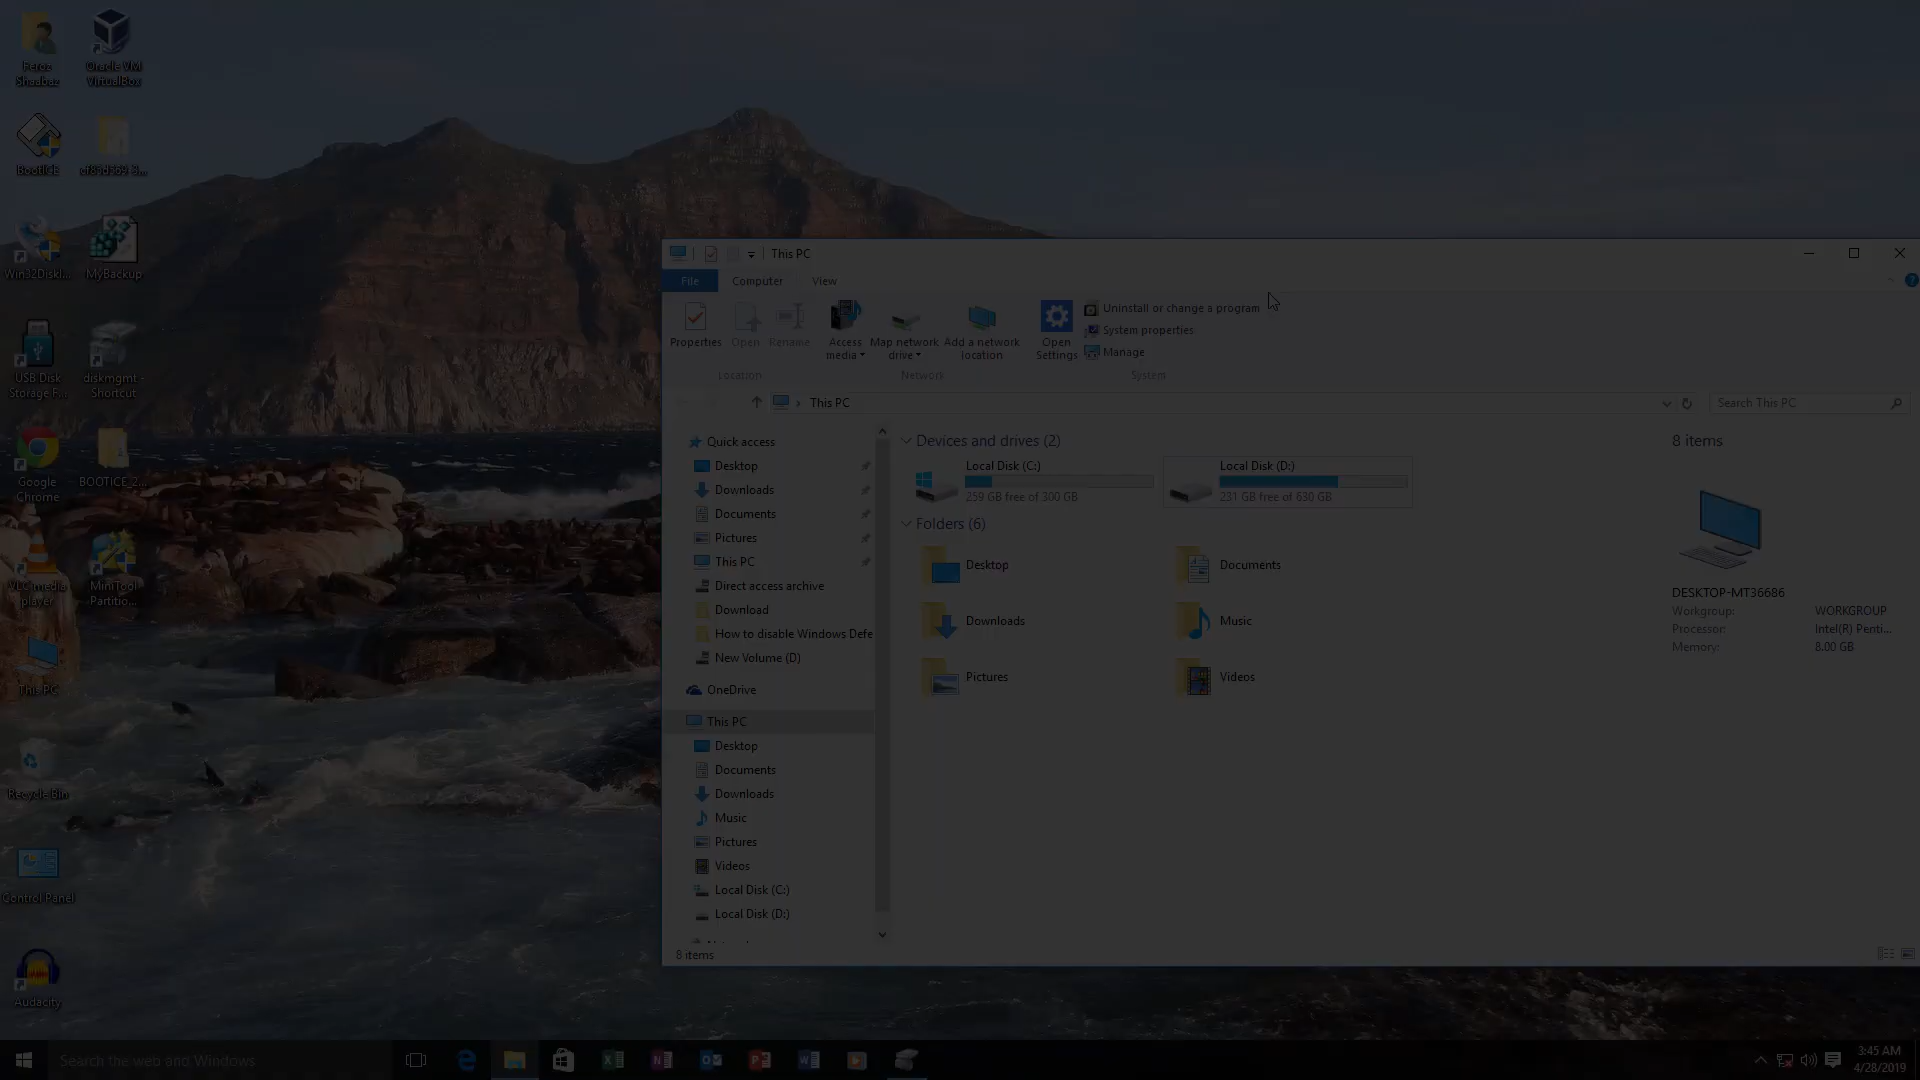 Feroz
Shaabaz
Oracle VM
VirtualBox
BootICE
Win32DiskI...
MyBackup
USB Disk
Storage F...
diskmgmt -
Shortcut
Google
Chrome
BOOTICE_2...
VLC media
player
MiniTool
Partitio...
This PC
Recycle Bin
Control Panel
Audacity
This PC
File
Computer
View
Properties
Open
Rename
Access
media
Map network
drive
Add a network
location
Open
Settings
Uninstall or change a program
System properties
Manage
Location
Network
System
This PC
Search This PC
Quick access
Desktop
Downloads
Documents
Pictures
This PC
Direct access archive
Download
How to disable Windows Defe
New Volume (D)
OneDrive
This PC
Desktop
Documents
Downloads
Music
Pictures
Videos
Local Disk (C:)
Local Disk (D:)
Devices and drives (2)
Local Disk (C:)
259 GB free of 300 GB
Local Disk (D:)
231 GB free of 630 GB
Folders (6)
Desktop
Documents
Downloads
Music
Pictures
Videos
8 items
DESKTOP-MT36686
Workgroup: WORKGROUP
Processor: Intel(R) Penti...
Memory: 8.00 GB
8 items
Search the web and Windows
3:45 AM
4/28/2019